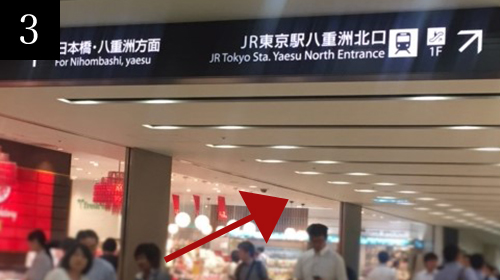 3
日本橋・八重洲方面
For Nihombashi, yaesu
JR東京駅八重洲北口
JR Tokyo Sta. Yaesu North Entrance
1F